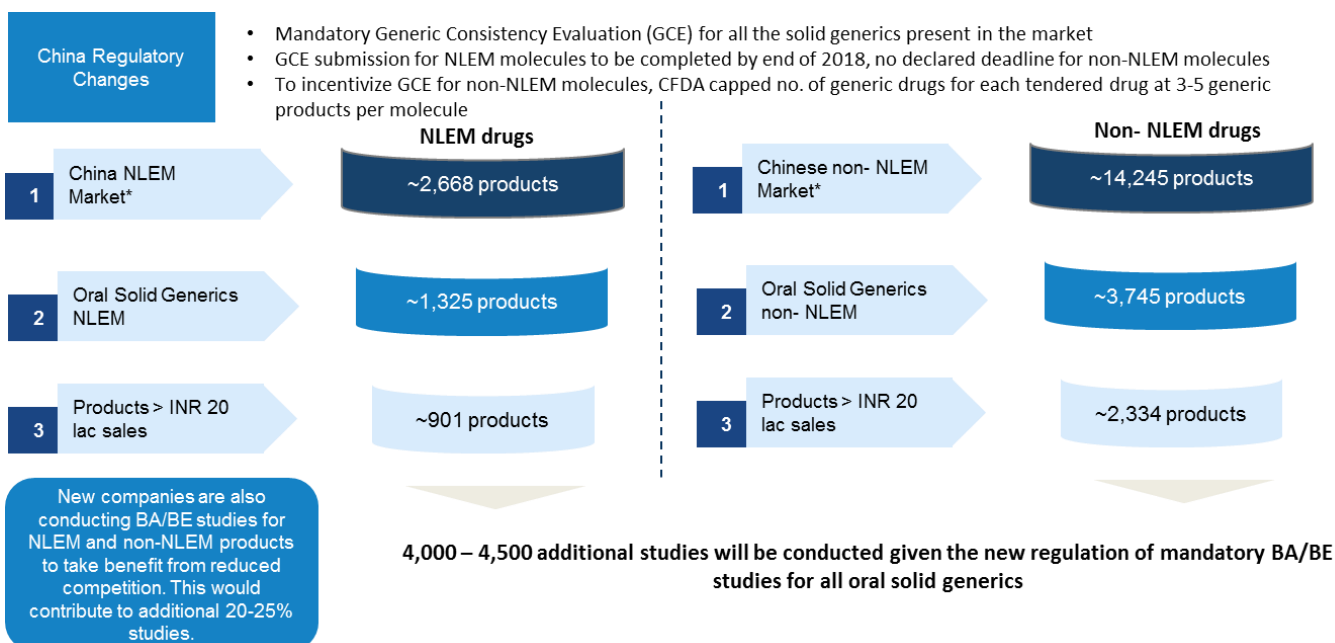 China Regulatory
Changes
• Mandatory Generic Consistency Evaluation (GCE) for all the solid generics present in the market
• GCE submission for NLEM molecules to be completed by end of 2018, no declared deadline for non-NLEM molecules
• To incentivize GCE for non-NLEM molecules, CFDA capped no. of generic drugs for each tendered drug at 3-5 generic
products per molecule
NLEM drugs
1
China NLEM
Market*
~2,668 products
2
Oral Solid Generics
NLEM
~1,325 products
3
Products > INR 20
lac sales
~901 products
Non- NLEM drugs
1
Chinese non- NLEM
Market*
~14,245 products
2
Oral Solid Generics
non- NLEM
~3,745 products
3
Products > INR 20
lac sales
~2,334 products
New companies are also
conducting BA/BE studies for
NLEM and non-NLEM products
to take benefit from reduced
competition. This would
contribute to additional 20-25%
studies.
4,000 – 4,500 additional studies will be conducted given the new regulation of mandatory BA/BE
studies for all oral solid generics